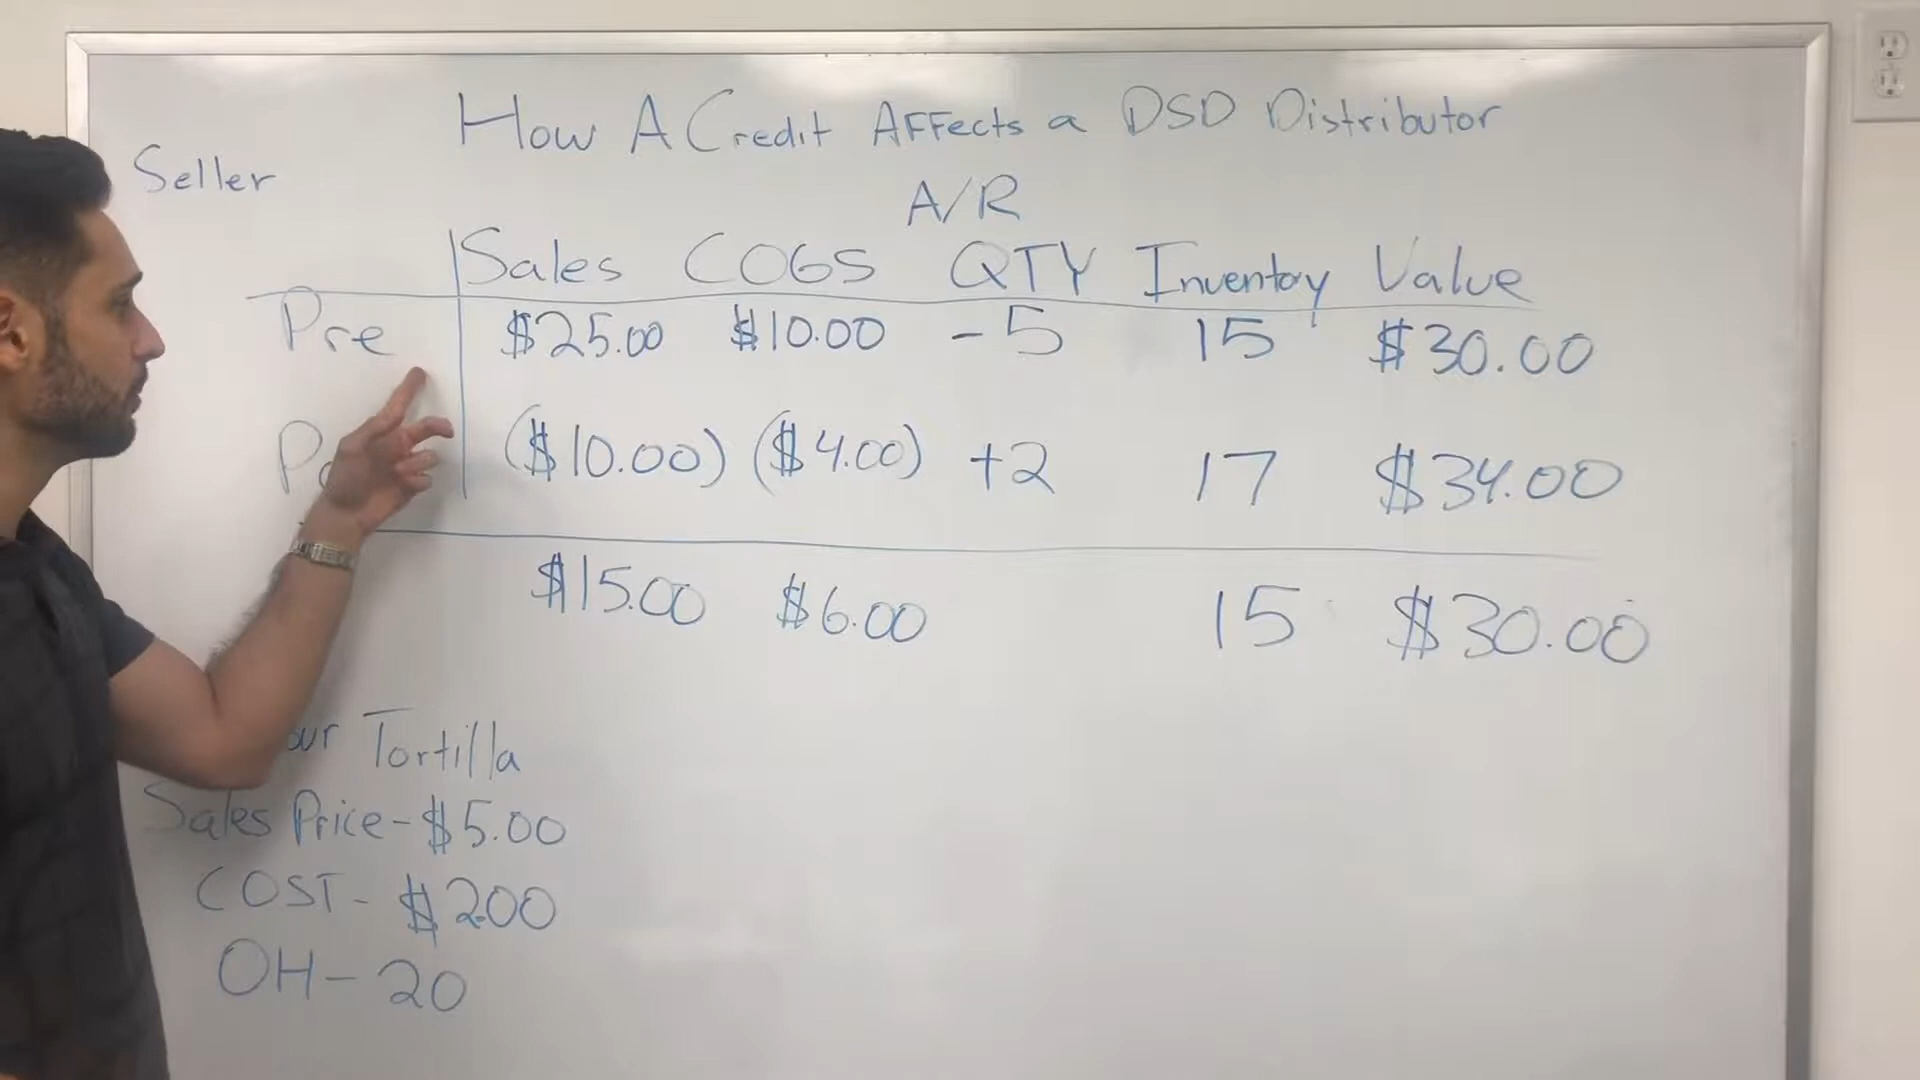 How A Credit Affects a DSD Distributor
Seller
A/R
Sales COGS QTY Inventory Value
Pre $25.00 $10.00 -5 15 $30.00
($10.00) ($4.00) +2 17 $34.00
$15.00 $6.00 15 $30.00
Tortilla
Sales Price-$5.00
COST-$2.00
OH-20